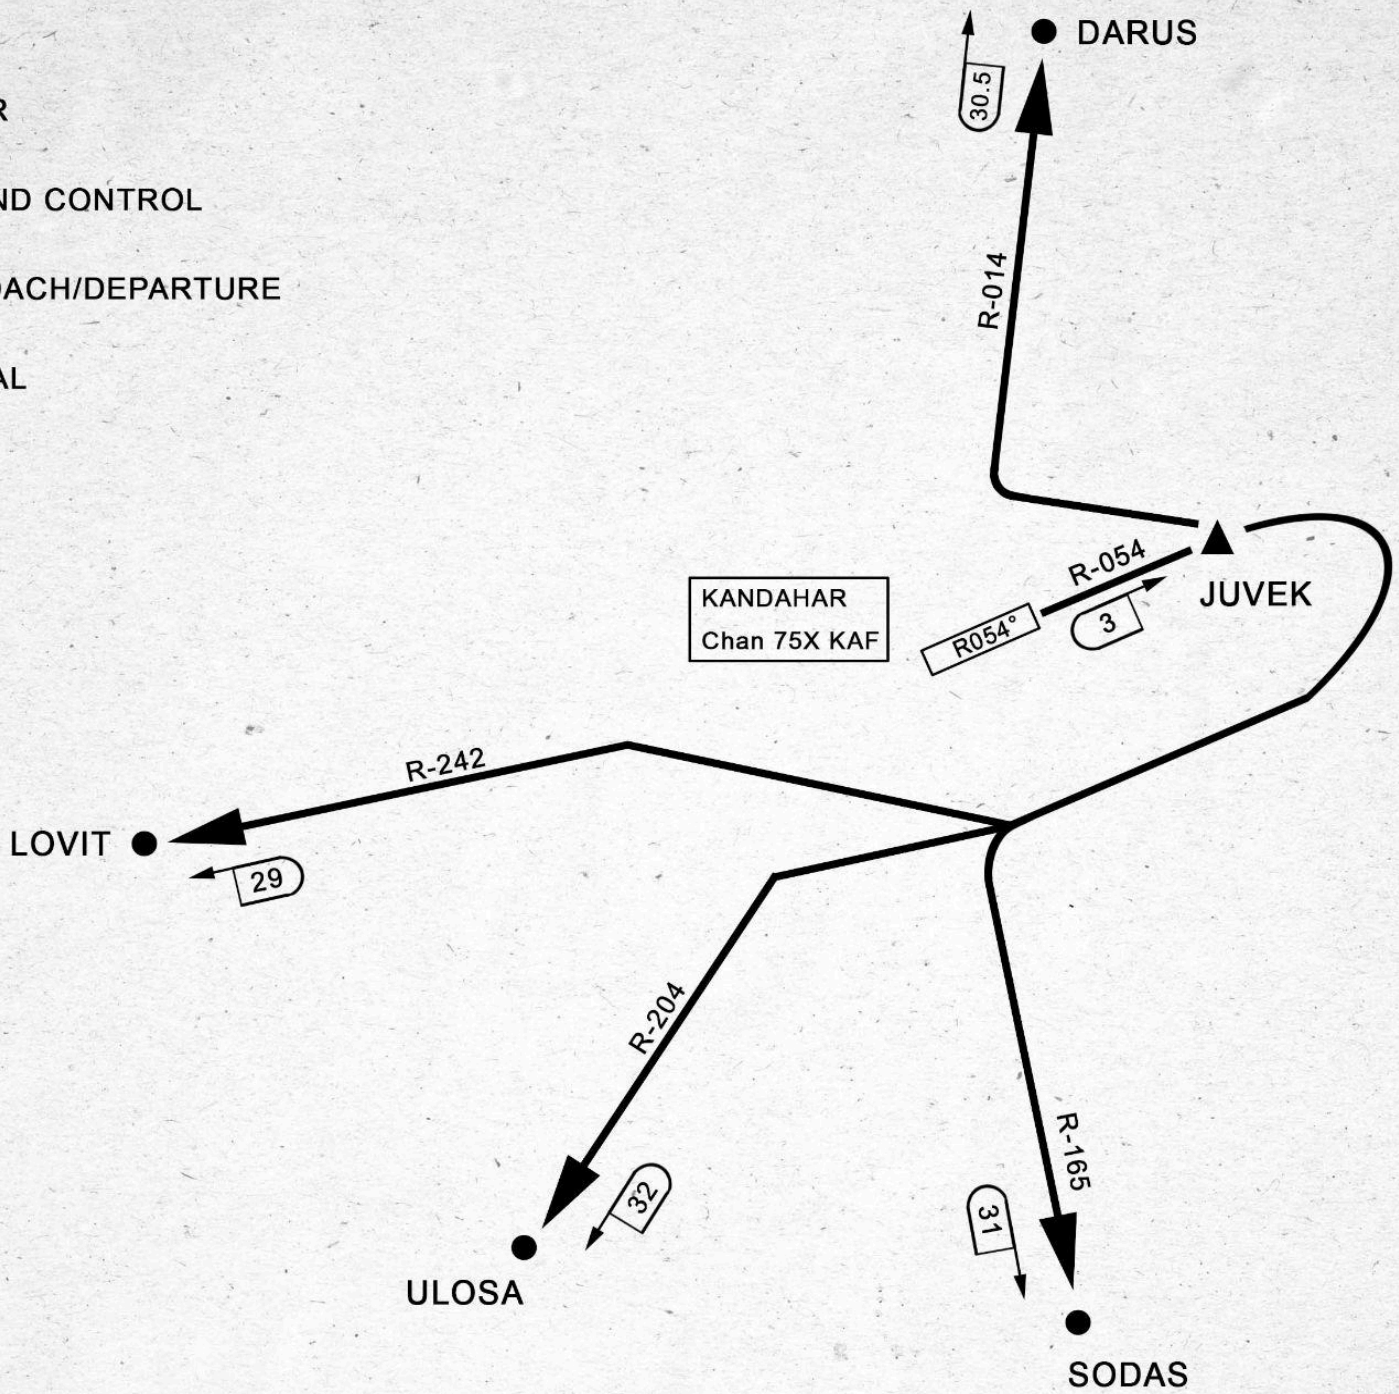 DARUS
30.5
R
ND CONTROL
R-014
OACH/DEPARTURE
AL
R-054
JUVEK
KANDAHAR
Chan 75X KAF
R054°
3
R-242
LOVIT
29
R-204
32
ULOSA
R-165
31
SODAS